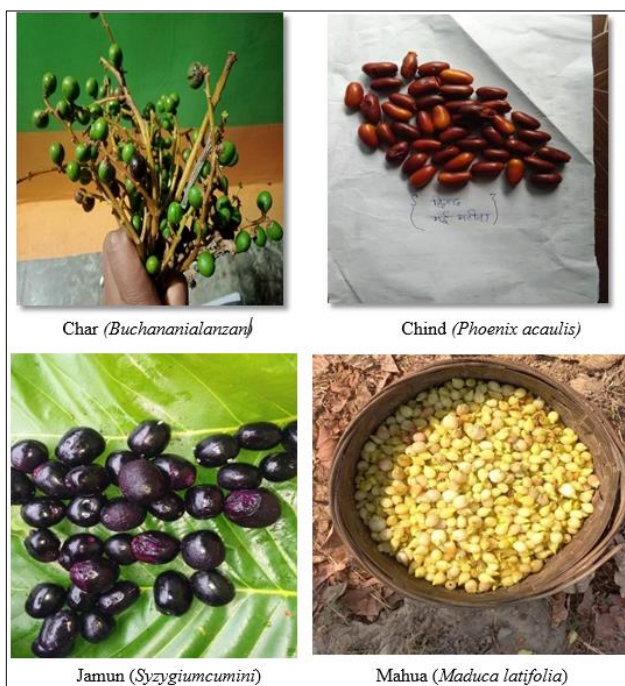 Char (Buchananialanzan)
Chind (Phoenix acaulis)
Jamun (Syzygiumcumini)
Mahua (Maduca latifolia)